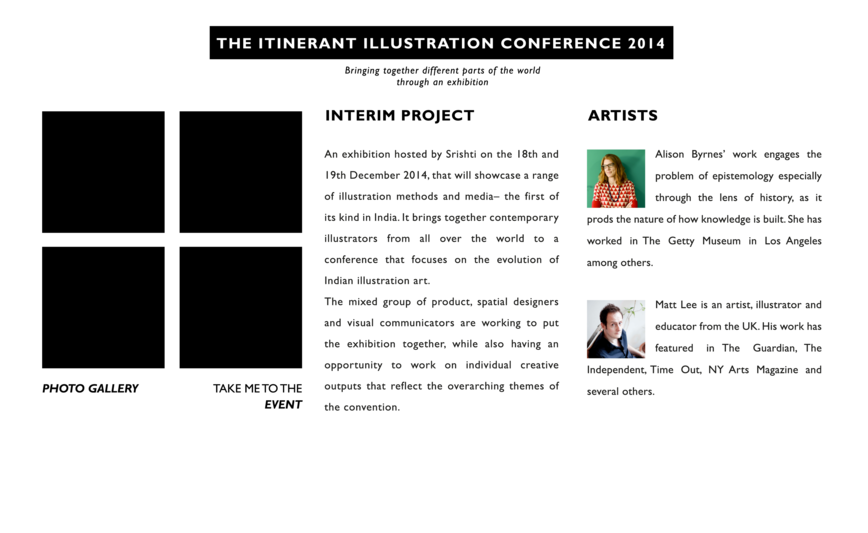 THE ITINERANT ILLUSTRATION CONFERENCE 2014
Bringing together different parts of the world
through an exhibition
PHOTO GALLERY
TAKE ME TO THE
EVENT
INTERIM PROJECT
An exhibition hosted by Srishti on the 18th and
19th December 2014, that will showcase a range
of illustration methods and media– the first of
its kind in India. It brings together contemporary
illustrators from all over the world to a
conference that focuses on the evolution of
Indian illustration art.
The mixed group of product, spatial designers
and visual communicators are working to put
the exhibition together, while also having an
opportunity to work on individual creative
outputs that reflect the overarching themes of
the convention.
ARTISTS
Alison Byrnes’ work engages the
problem of epistemology especially
through the lens of history, as it
prods the nature of how knowledge is built. She has
worked in The Getty Museum in Los Angeles
among others.
Matt Lee is an artist, illustrator and
educator from the UK. His work has
featured in The Guardian, The
Independent, Time Out, NY Arts Magazine and
several others.